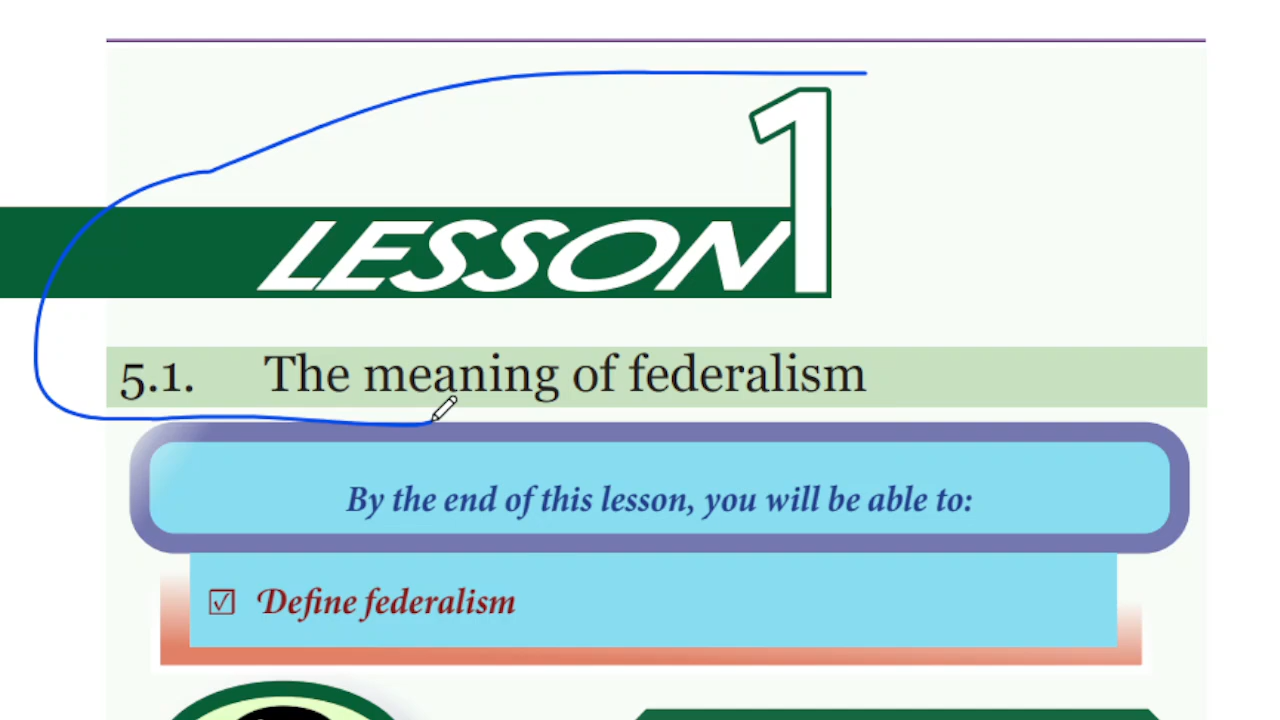 LESSON 1
5.1. The meaning of federalism
By the end of this lesson, you will be able to:
☑ Define federalism